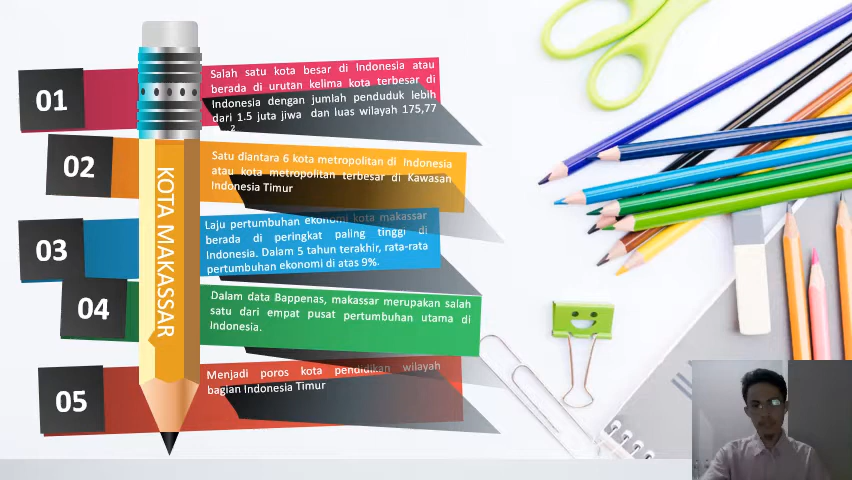 01
Salah satu kota besar di Indonesia atau
berada di urutan kelima kota terbesar di
Indonesia dengan jumlah penduduk lebih
dari 1.5 juta jiwa dan luas wilayah 175,77
2
02
Satu diantara 6 kota metropolitan di Indonesia
atau kota metropolitan terbesar di Kawasan
Indonesia Timur
KOTA MAKASSAR
03
Laju pertumbuhan ekonomi kota makassar
berada di peringkat paling tinggi di
Indonesia. Dalam 5 tahun terakhir, rata-rata
pertumbuhan ekonomi di atas 9%.
04
Dalam data Bappenas, makassar merupakan salah
satu dari empat pusat pertumbuhan utama di
Indonesia.
05
Menjadi poros kota pendidikan wilayah
bagian Indonesia Timur